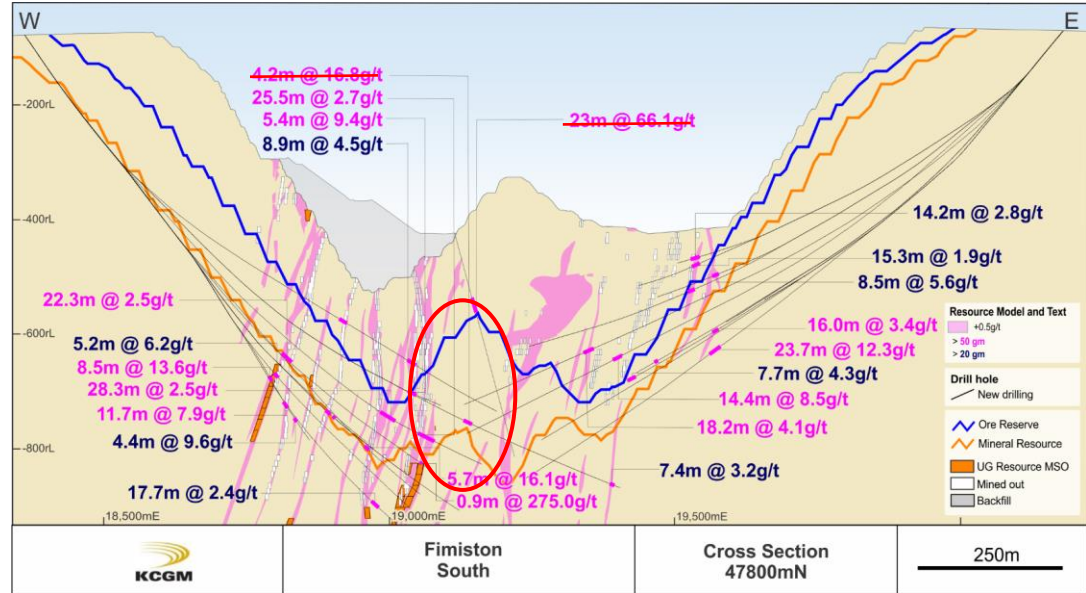 W
E
-200rL
-400rL
-600rL
-800rL
4.2m @ 16.8g/t
25.5m @ 2.7g/t
5.4m @ 9.4g/t
8.9m @ 4.5g/t
23m @ 66.1g/t
14.2m @ 2.8g/t
15.3m @ 1.9g/t
8.5m @ 5.6g/t
22.3m @ 2.5g/t
5.2m @ 6.2g/t
8.5m @ 13.6g/t
28.3m @ 2.5g/t
11.7m @ 7.9g/t
4.4m @ 9.6g/t
17.7m @ 2.4g/t
16.0m @ 3.4g/t
23.7m @ 12.3g/t
7.7m @ 4.3g/t
14.4m @ 8.5g/t
18.2m @ 4.1g/t
7.4m @ 3.2g/t
5.7m @ 16.1g/t
0.9m @ 275.0g/t
Resource Model and Text
+0.5g/t
> 50 gm
> 20 gm
Drill hole
New drilling
Ore Reserve
Mineral Resource
UG Resource MSO
Mined out
Backfill
18,500mE
19,000mE
19,500mE
KCGM
Fimiston
South
Cross Section
47800mN
250m